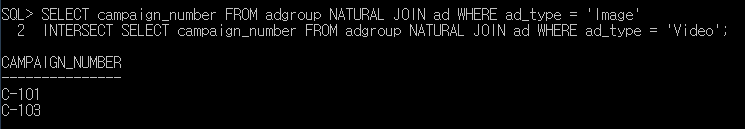 SQL> SELECT campaign_number FROM adgroup NATURAL JOIN ad WHERE ad_type = 'Image'
  2  INTERSECT SELECT campaign_number FROM adgroup NATURAL JOIN ad WHERE ad_type = 'Video';
CAMPAIGN_NUMBER
---------------
C-101
C-103